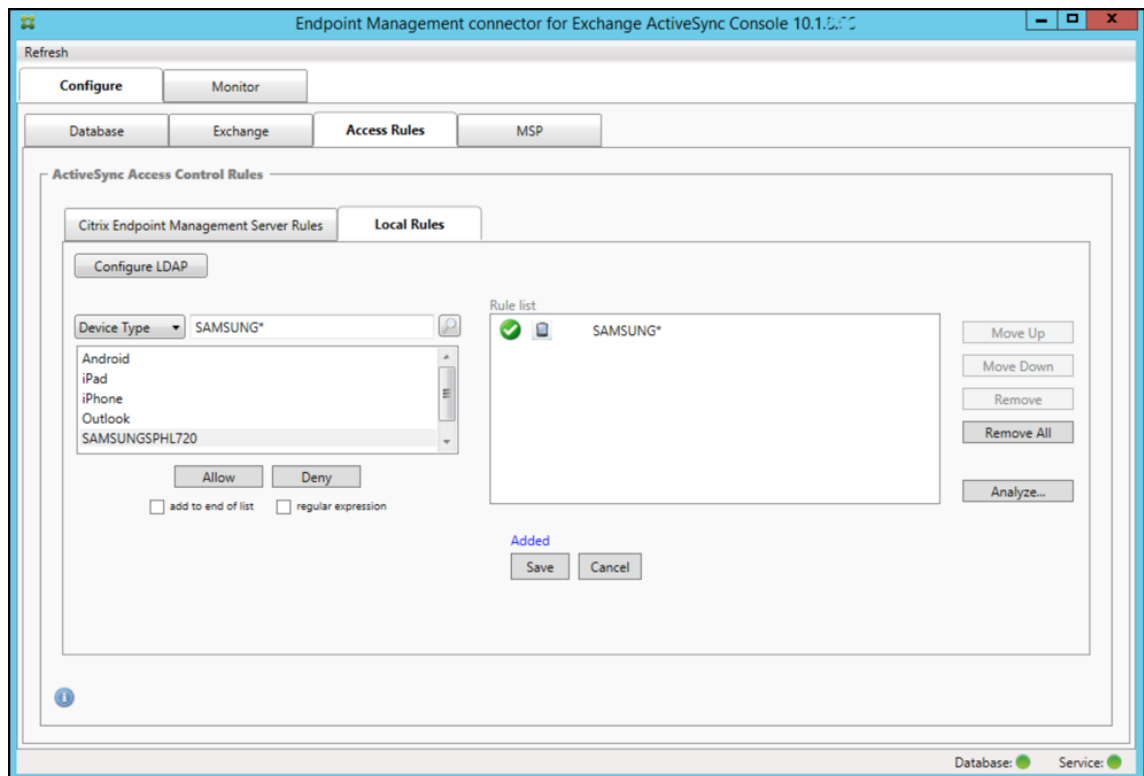 Endpoint Management connector for Exchange ActiveSync Console 10.1.
Refresh
Configure Monitor
Database Exchange Access Rules MSP
ActiveSync Access Control Rules
Citrix Endpoint Management Server Rules Local Rules
Configure LDAP
Rule list
Device Type SAMSUNG* SAMSUNG* Move Up
Android
iPad Move Down
iPhone Remove
Outlook
SAMSUNGSPHL720 Remove All
Allow Deny Analyze...
add to end of list regular expression
Added
Save Cancel
Database: Service: